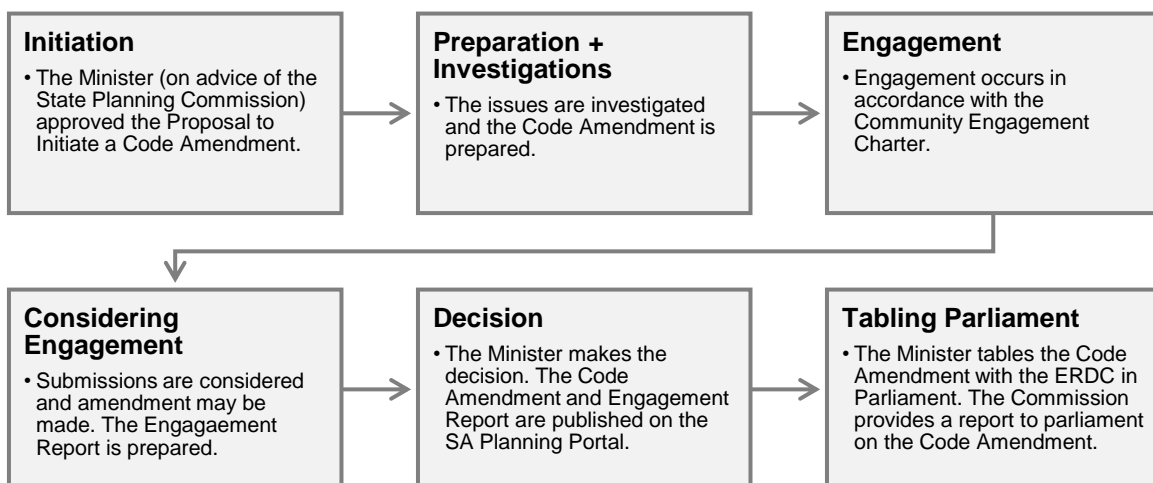 Initiation
• The Minister (on advice of the
State Planning Commission)
approved the Proposal to
Initiate a Code Amendment.
Preparation +
Investigations
• The issues are investigated
and the Code Amendment is
prepared.
Engagement
• Engagement occurs in
accordance with the
Community Engagement
Charter.
Considering
Engagement
• Submissions are considered
and amendment may be
made. The Engagaement
Report is prepared.
Decision
• The Minister makes the
decision. The Code
Amendment and Engagement
Report are published on the
SA Planning Portal.
Tabling Parliament
• The Minister tables the Code
Amendment with the ERDC in
Parliament. The Commission
provides a report to parliament
on the Code Amendment.